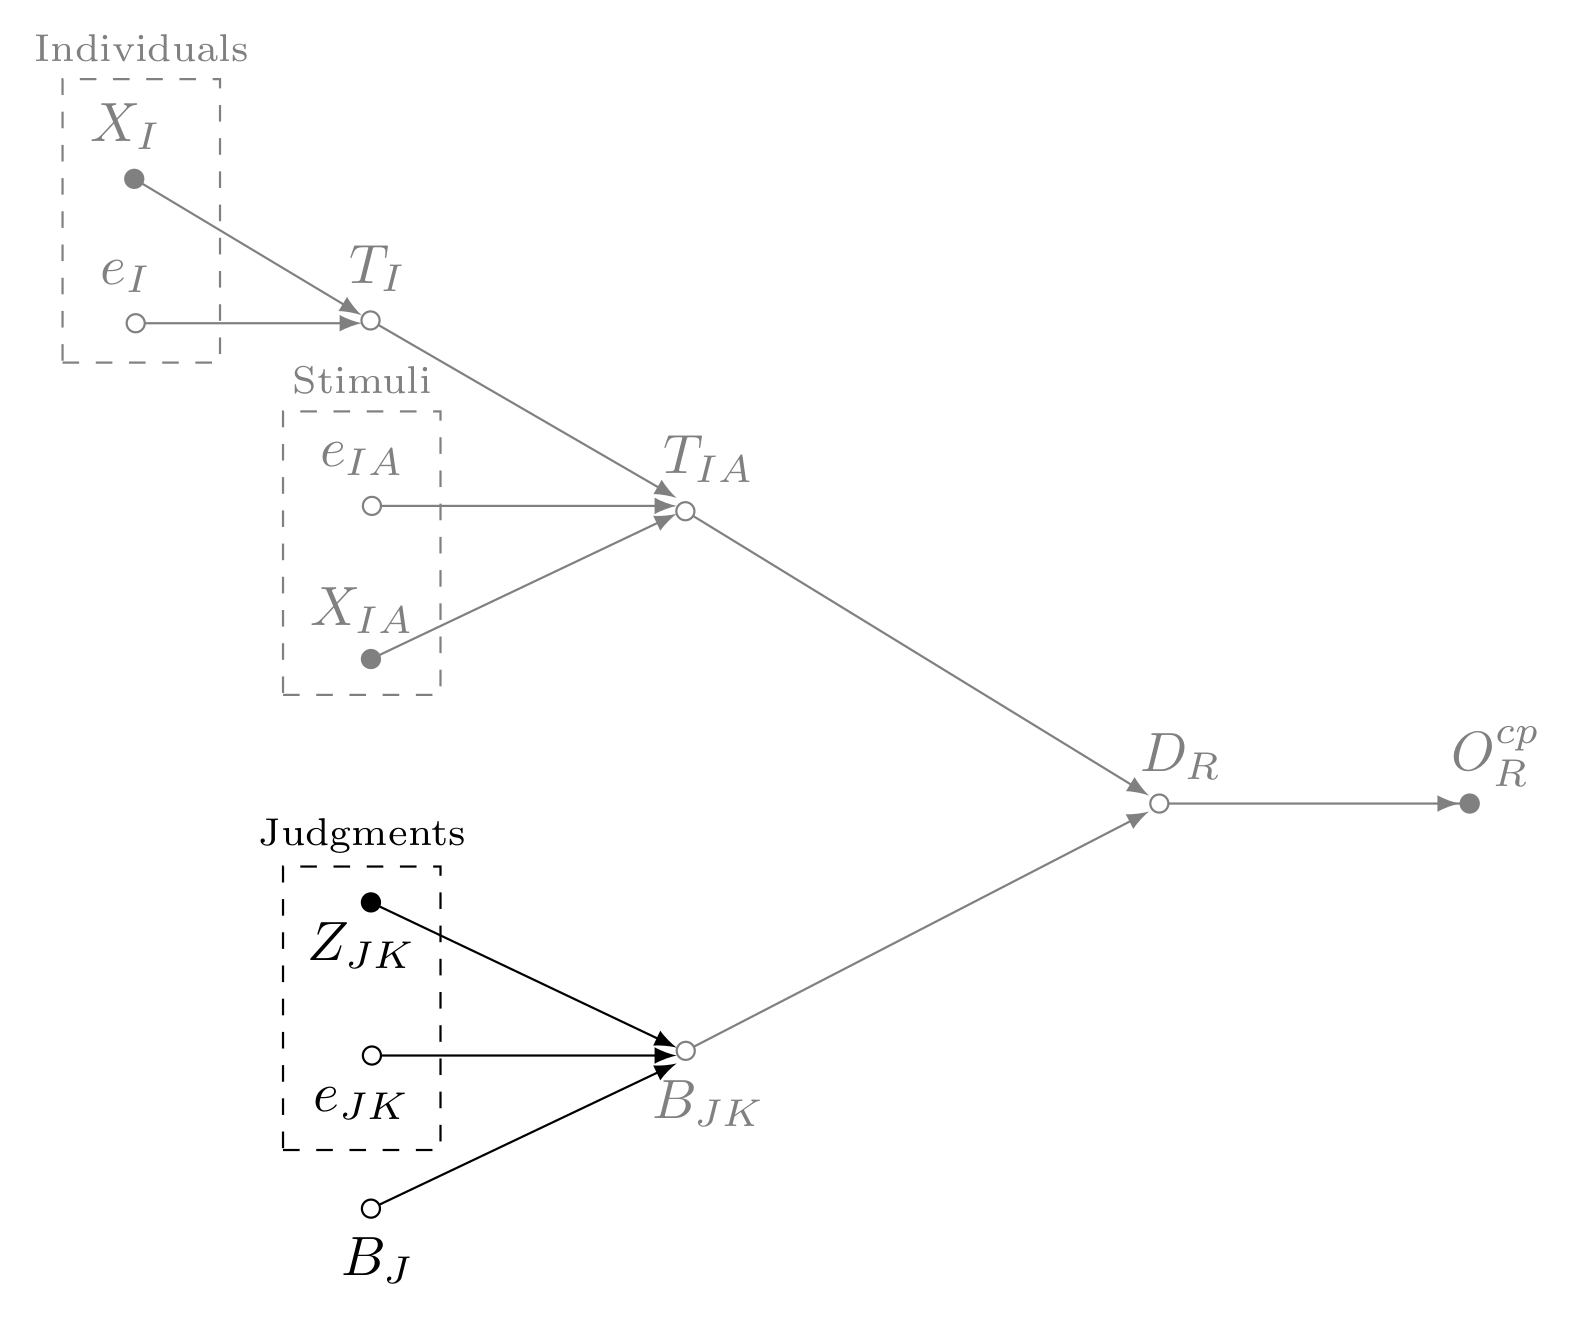 Individuals
X_I
e_I
T_I
Stimuli
e_{IA}
T_{IA}
X_{IA}
D_R
O_R^{cp}
Judgments
Z_{JK}
e_{JK}
B_{JK}
B_J